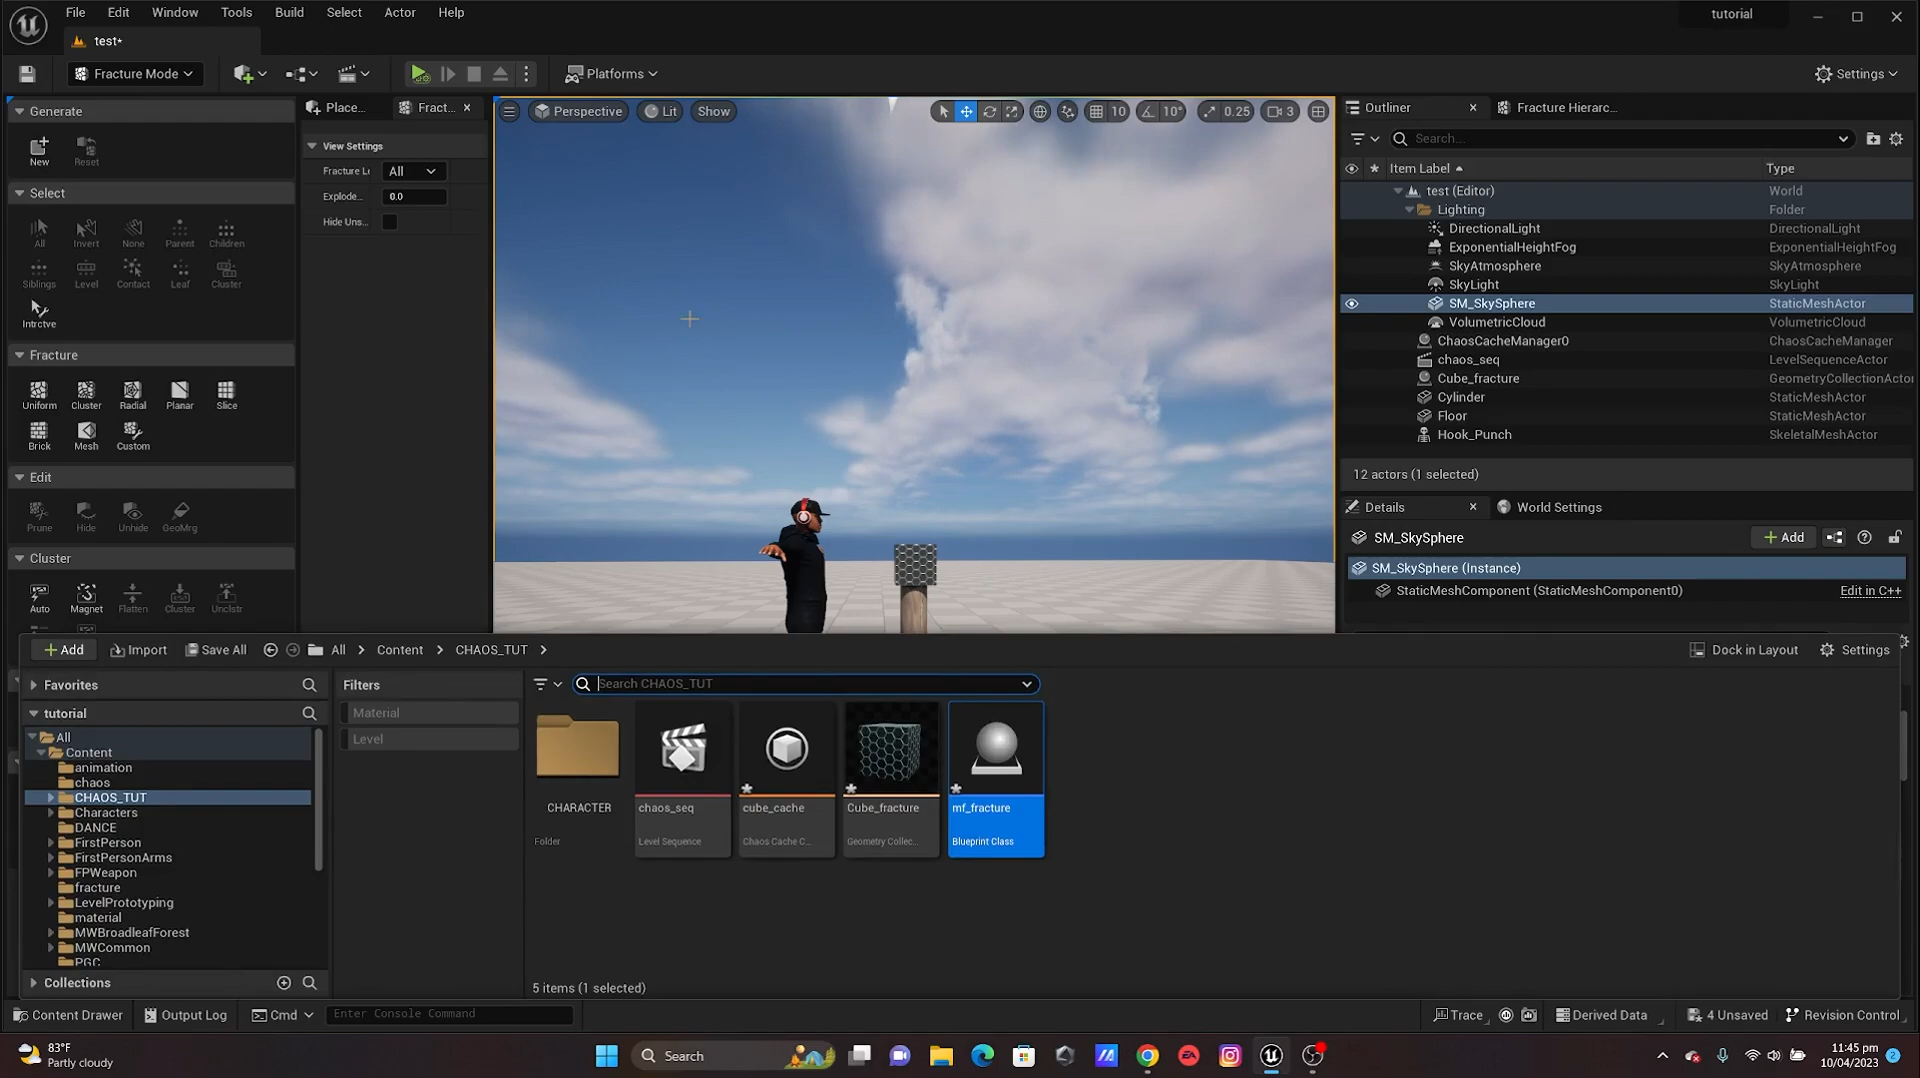 File Edit Window Tools Build Select Actor Help
tutorial
test*
Fracture Mode
Platforms
Settings
Generate
New Reset
Select
All Invert None Parent Children
Siblings Level Contact Leaf Cluster
Intrctve
Fracture
Uniform Cluster Radial Planar Slice
Brick Mesh Custom
Edit
Prune Hide Unhide GeoMrg
Cluster
Auto Magnet Flatten Cluster Unclstr
Place... Fract...
View Settings
Fracture Le All
Explode... 0.0
Hide Uns...
Perspective Lit Show
10 10° 0.25 3
Outliner Fracture Hierarc...
Search...
Item Label Type
test (Editor) World
Lighting Folder
DirectionalLight DirectionalLight
ExponentialHeightFog ExponentialHeightFog
SkyAtmosphere SkyAtmosphere
SkyLight SkyLight
SM_SkySphere StaticMeshActor
VolumetricCloud VolumetricCloud
ChaosCacheManager0 ChaosCacheManager
chaos_seq LevelSequenceActor
Cube_fracture GeometryCollectionActor
Cylinder StaticMeshActor
Floor StaticMeshActor
Hook_Punch SkeletalMeshActor
12 actors (1 selected)
Details World Settings
SM_SkySphere
Add
SM_SkySphere (Instance)
StaticMeshComponent (StaticMeshComponent0) Edit in C++
Add Import Save All All Content CHAOS_TUT
Dock in Layout Settings
Favorites
tutorial
All
Content
animation
chaos
CHAOS_TUT
Characters
DANCE
FirstPerson
FirstPersonArms
FPWeapon
fracture
LevelPrototyping
material
MWBroadleafForest
MWCommon
PGC
Collections
Filters
Material
Level
Search CHAOS_TUT
CHARACTER
Folder
chaos_seq
Level Sequence
cube_cache
Chaos Cache C...
Cube_fracture
Geometry Collec...
mf_fracture
Blueprint Class
5 items (1 selected)
Content Drawer Output Log Cmd Enter Console Command
Trace Derived Data 4 Unsaved Revision Control
83°F
Partly cloudy
Search
EA
11:45 pm
10/04/2023
2